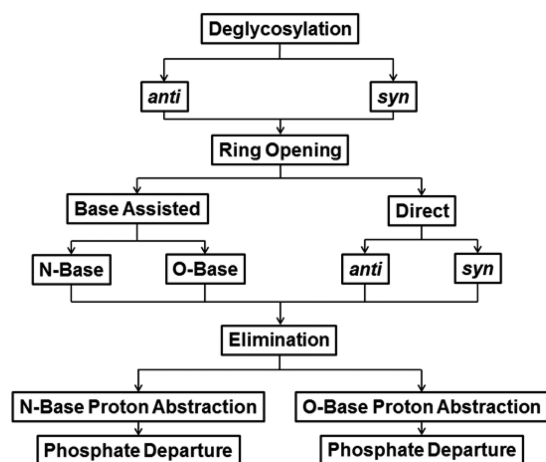 Deglycosylation
anti
syn
Ring Opening
Base Assisted
Direct
N-Base
O-Base
anti
syn
Elimination
N-Base Proton Abstraction
O-Base Proton Abstraction
Phosphate Departure
Phosphate Departure